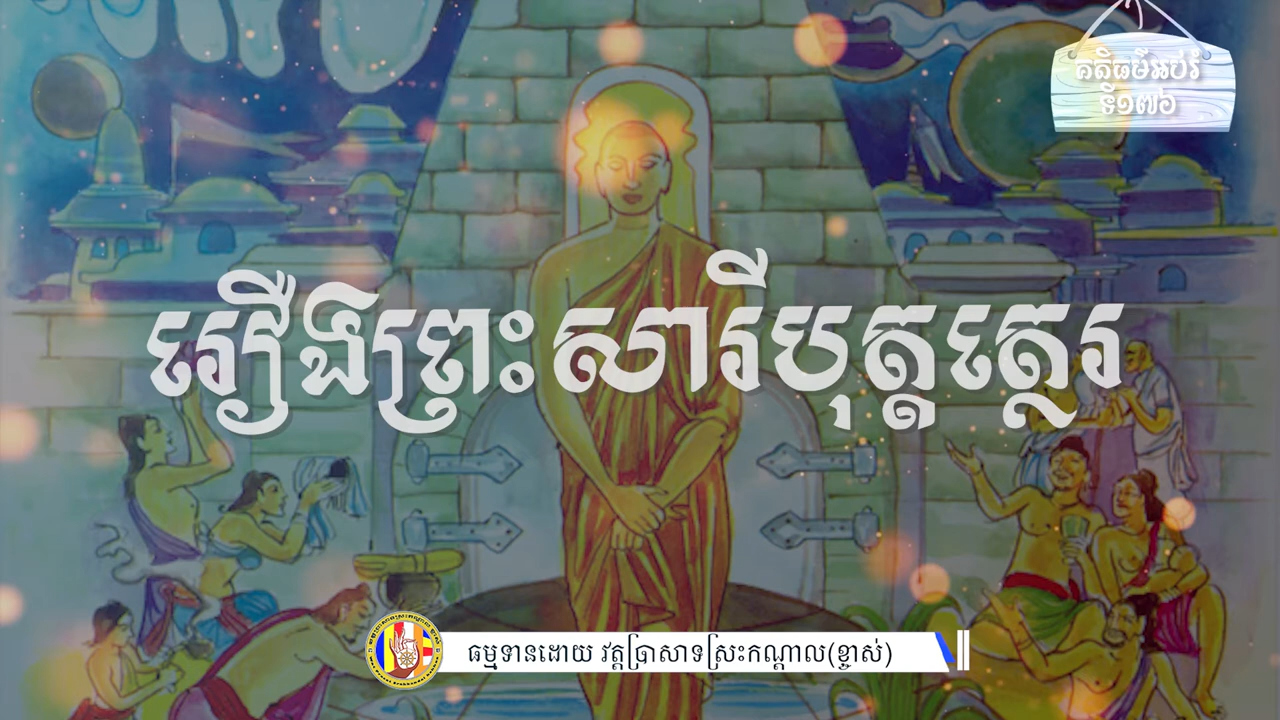 គតិធម៌អប់រំ
ទី១៧៦
រឿងព្រះសារីបុត្តត្ថេរ
ធម្មទានដោយ វត្តប្រាសាទស្រះកណ្តាល(ខ្ចាស់)